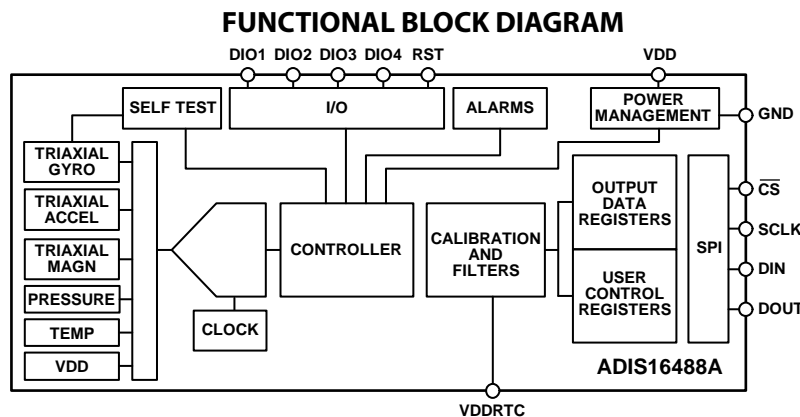 FUNCTIONAL BLOCK DIAGRAM
DIO1 DIO2 DIO3 DIO4 RST VDD
SELF TEST
I/O
ALARMS
POWER
MANAGEMENT
GND
TRIAXIAL
GYRO
TRIAXIAL
ACCEL
TRIAXIAL
MAGN
PRESSURE
TEMP
VDD
CLOCK
CONTROLLER
CALIBRATION
AND
FILTERS
OUTPUT
DATA
REGISTERS
USER
CONTROL
REGISTERS
SPI
CS
SCLK
DIN
DOUT
ADIS16488A
VDDRTC